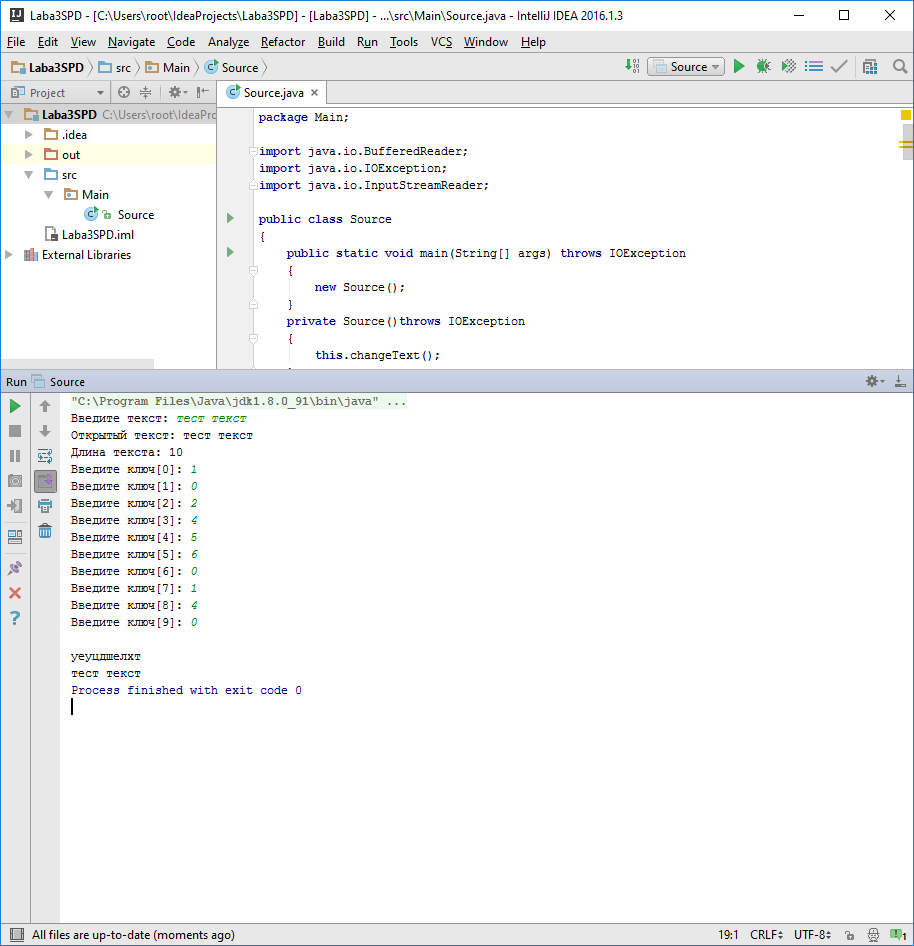 Laba3SPD - [C:\Users\root\IdeaProjects\Laba3SPD] - [Laba3SPD] - ...\src\Main\Source.java - IntelliJ IDEA 2016.1.3
File Edit View Navigate Code Analyze Refactor Build Run Tools VCS Window Help
Laba3SPD src Main Source Source
Project
Source.java
Laba3SPD C:\Users\root\IdeaPro
.idea
out
src
Main
Source
Laba3SPD.iml
External Libraries
package Main;
import java.io.BufferedReader;
import java.io.IOException;
import java.io.InputStreamReader;
public class Source
{
public static void main(String[] args) throws IOException
{
new Source();
}
private Source()throws IOException
{
this.changeText();
Run Source
"C:\Program Files\Java\jdk1.8.0_91\bin\java" ...
Введите текст: тест текст
Открытый текст: тест текст
Длина текста: 10
Введите ключ[0]: 1
Введите ключ[1]: 0
Введите ключ[2]: 2
Введите ключ[3]: 4
Введите ключ[4]: 5
Введите ключ[5]: 6
Введите ключ[6]: 0
Введите ключ[7]: 1
Введите ключ[8]: 4
Введите ключ[9]: 0
уеуцдшелхт
тест текст
Process finished with exit code 0
All files are up-to-date (moments ago) 19:1 CRLF UTF-8 1